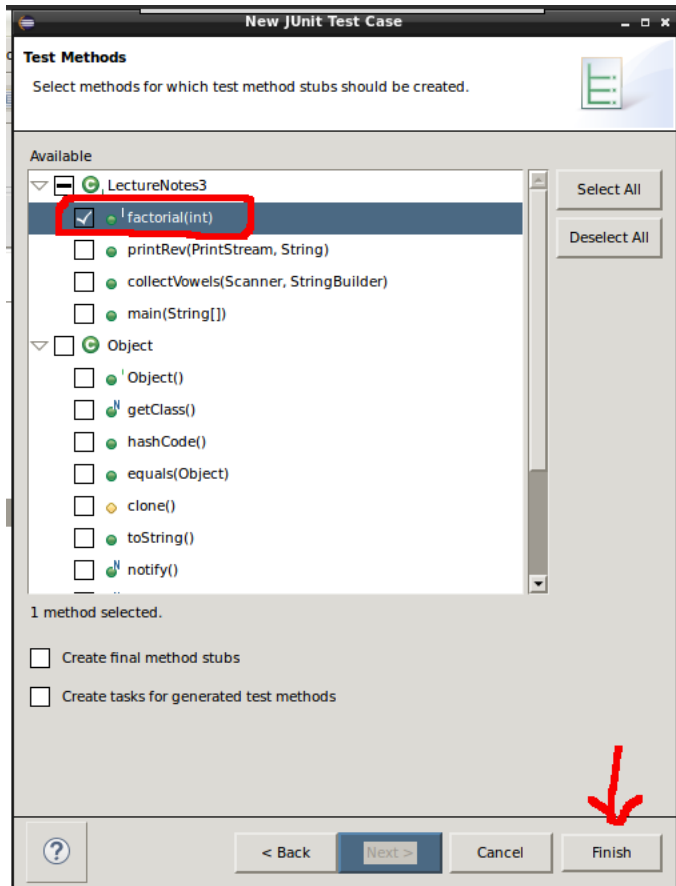 New JUnit Test Case
Test Methods
Select methods for which test method stubs should be created.
Available
LectureNotes3
factorial(int)
printRev(PrintStream, String)
collectVowels(Scanner, StringBuilder)
main(String[])
Object
Object()
getClass()
hashCode()
equals(Object)
clone()
toString()
notify()
Select All
Deselect All
1 method selected.
Create final method stubs
Create tasks for generated test methods
? < Back Next > Cancel Finish